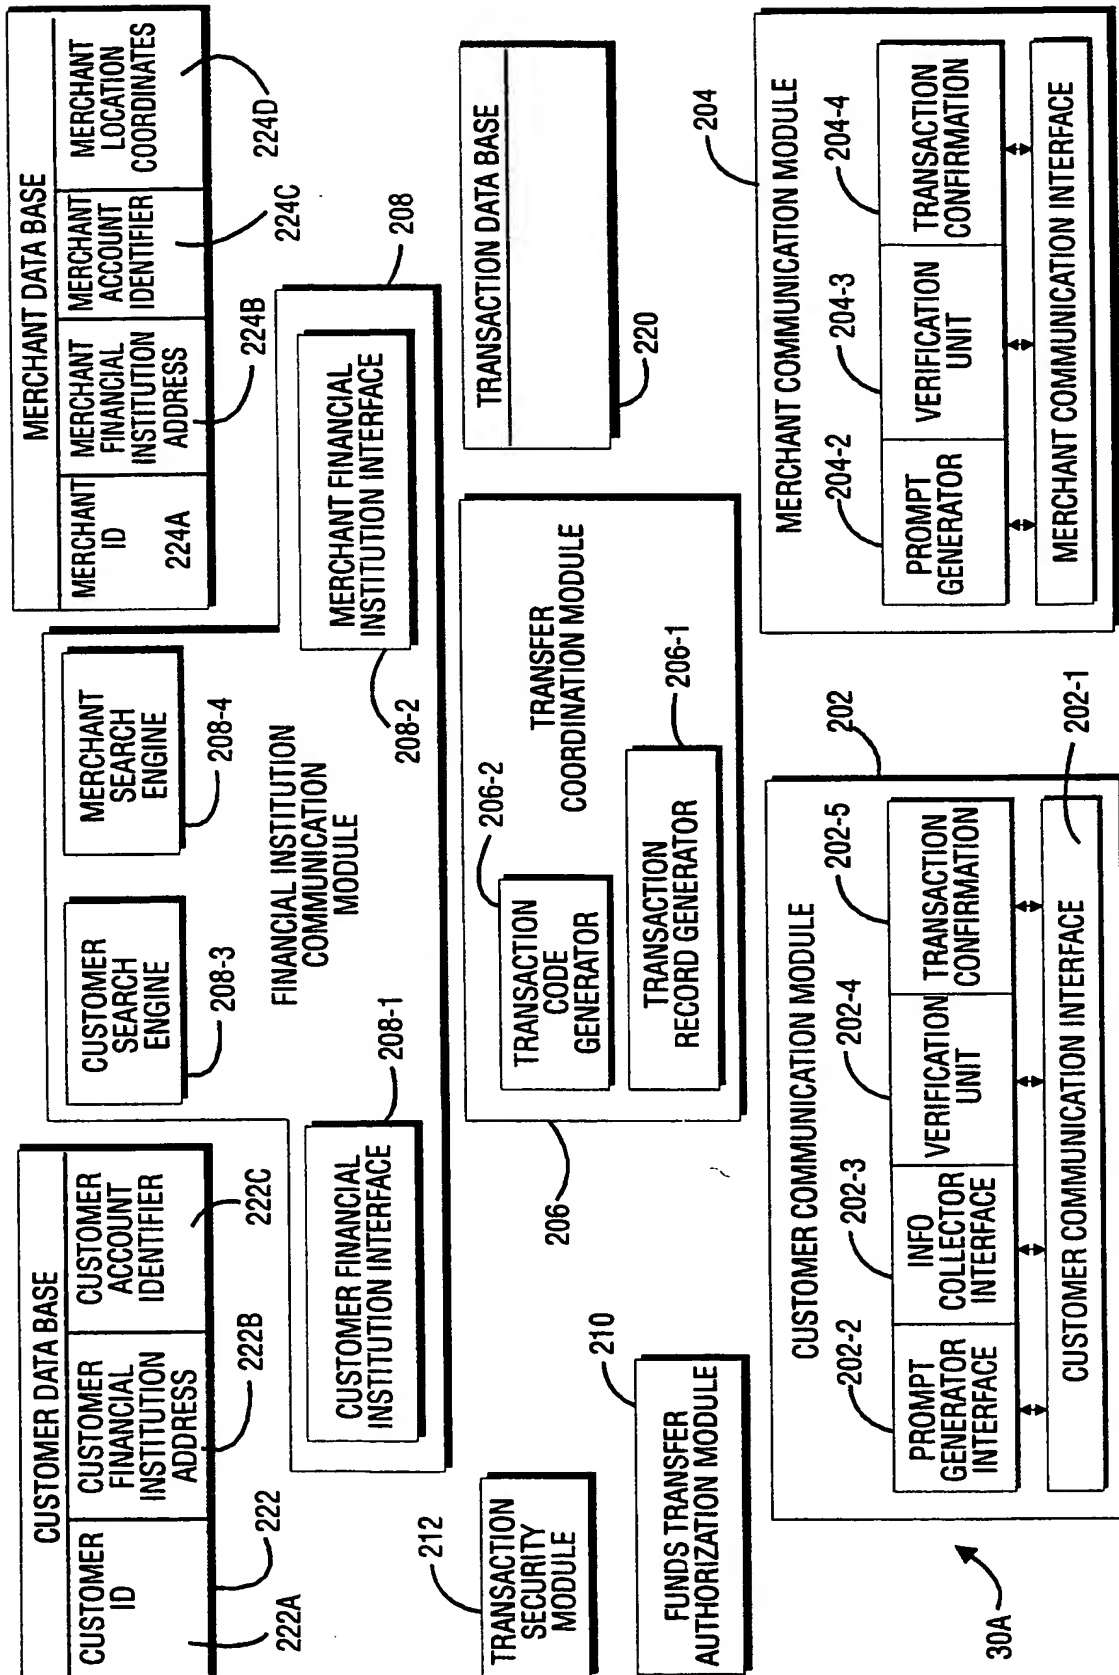 CUSTOMER DATA BASE
CUSTOMER
ID
CUSTOMER
FINANCIAL
INSTITUTION
ADDRESS
CUSTOMER
ACCOUNT
IDENTIFIER
222A
222
222B
222C
CUSTOMER
SEARCH
ENGINE
208-3
MERCHANT
SEARCH
ENGINE
208-4
MERCHANT DATA BASE
MERCHANT
ID
224A
MERCHANT
FINANCIAL
INSTITUTION
ADDRESS
MERCHANT
ACCOUNT
IDENTIFIER
MERCHANT
LOCATION
COORDINATES
224B
224C
224D
FINANCIAL INSTITUTION
COMMUNICATION
MODULE
CUSTOMER FINANCIAL
INSTITUTION INTERFACE
208-1
MERCHANT FINANCIAL
INSTITUTION INTERFACE
208-2
208
212
TRANSACTION
SECURITY
MODULE
210
FUNDS TRANSFER
AUTHORIZATION MODULE
206
206-2
TRANSACTION
CODE
GENERATOR
TRANSFER
COORDINATION MODULE
TRANSACTION
RECORD GENERATOR
206-1
TRANSACTION DATA BASE
220
CUSTOMER COMMUNICATION MODULE
202
202-2
202-3
202-4
202-5
PROMPT
GENERATOR
INTERFACE
INFO
COLLECTOR
INTERFACE
VERIFICATION
UNIT
TRANSACTION
CONFIRMATION
CUSTOMER COMMUNICATION INTERFACE
202-1
MERCHANT COMMUNICATION MODULE
204
204-2
204-3
204-4
PROMPT
GENERATOR
VERIFICATION
UNIT
TRANSACTION
CONFIRMATION
MERCHANT COMMUNICATION INTERFACE
30A